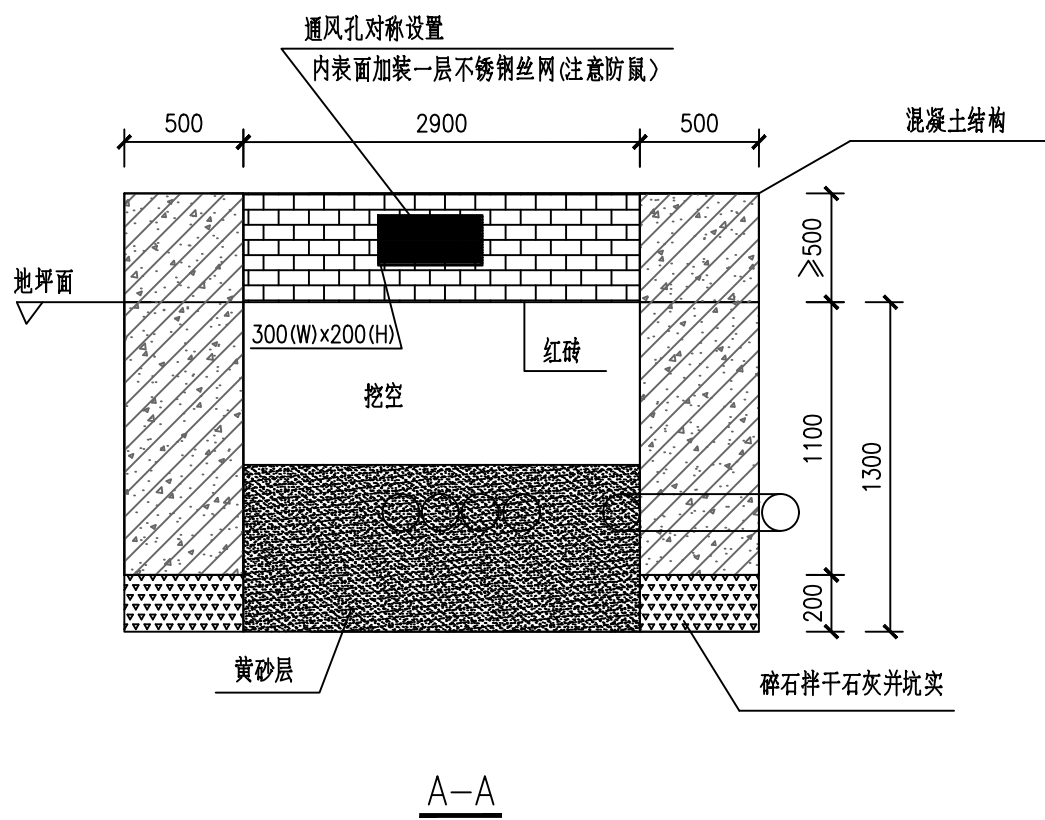 通风孔对称设置
内表面加装一层不锈钢丝网(注意防鼠)
500
2900
500
混凝土结构
≥500
地坪面
300(W)x200(H)
红砖
挖空
1100
1300
200
黄砂层
碎石拌干石灰并坑实
A-A